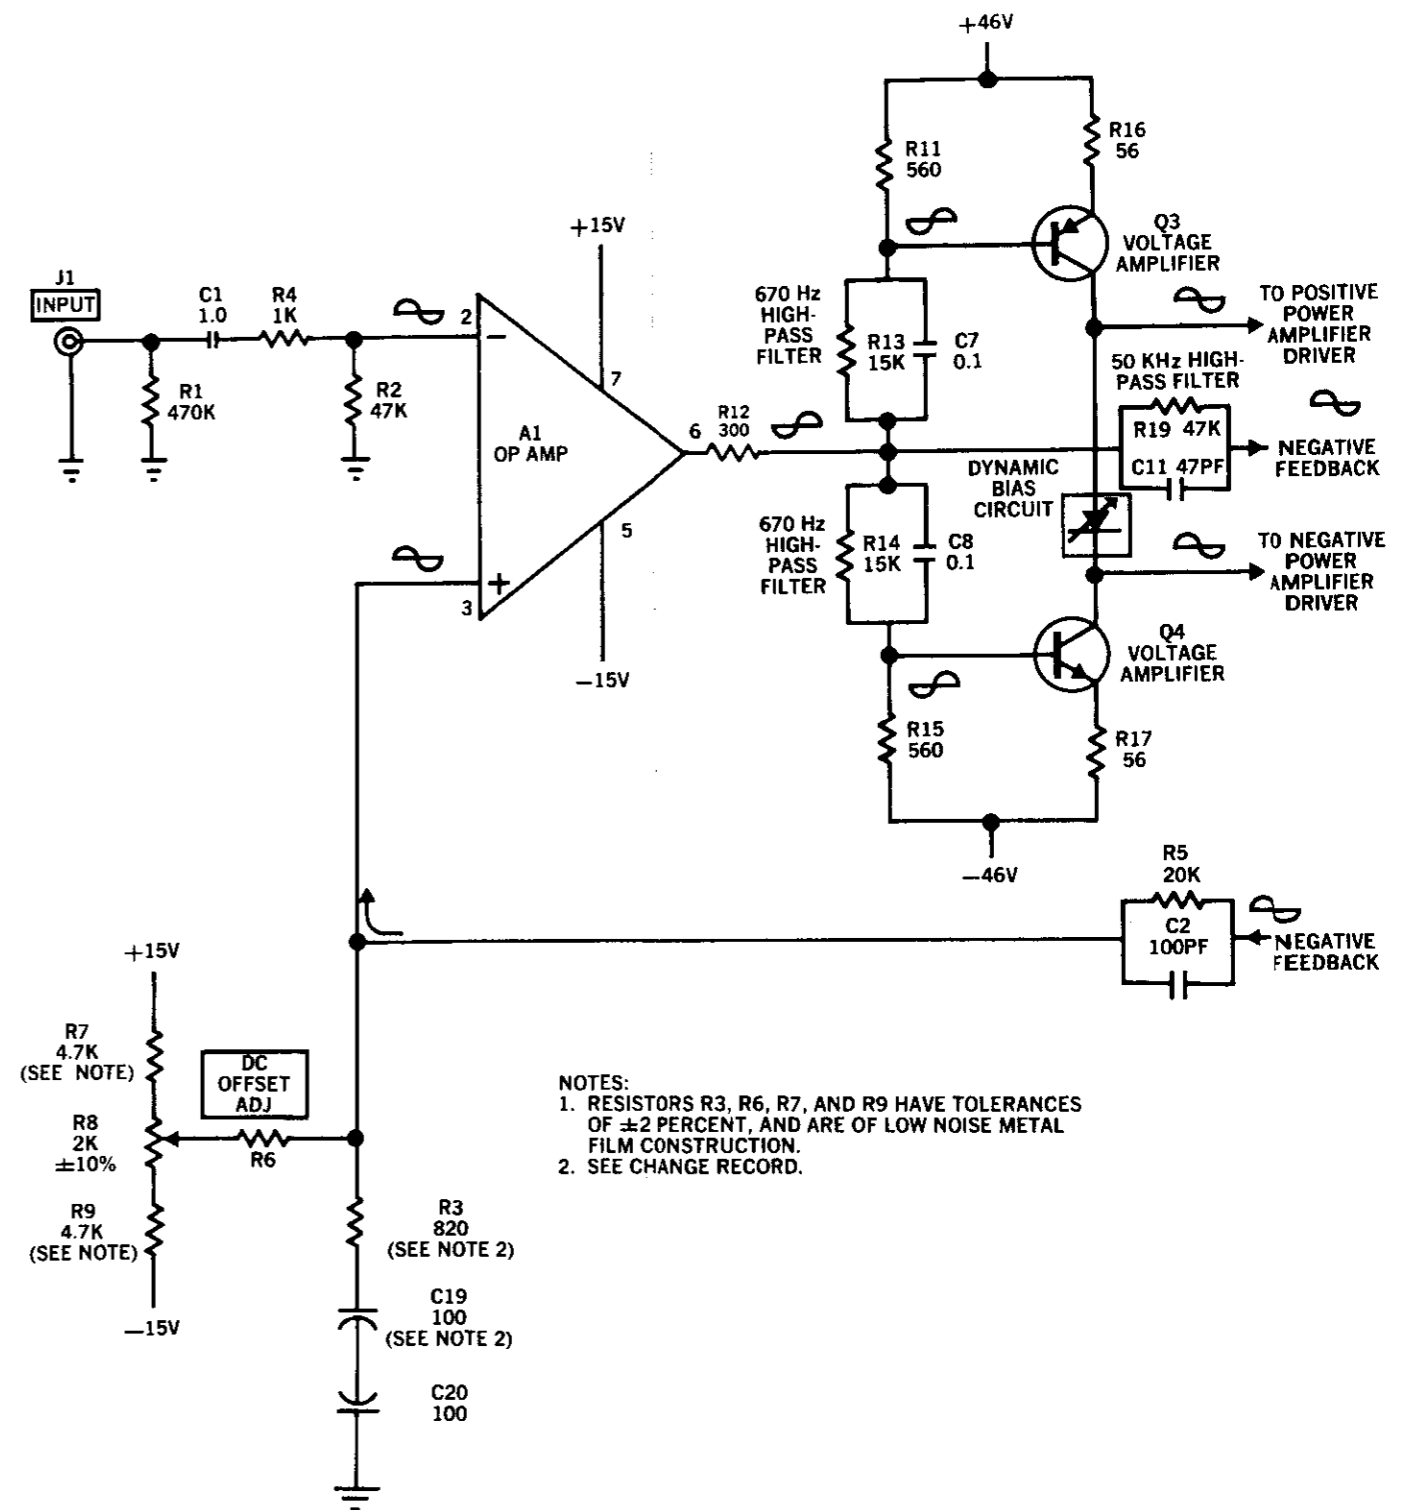 +46V
R11
560
R16
56
Q3
VOLTAGE
AMPLIFIER
+15V
J1
INPUT
C1
1.0
R4
1K
2
−
7
R1
470K
R2
47K
A1
OP AMP
6
R12
300
5
+
3
−15V
670 Hz
HIGH-
PASS
FILTER
R13
15K
C7
0.1
TO POSITIVE
POWER
AMPLIFIER
DRIVER
50 KHz HIGH-
PASS FILTER
R19 47K
C11 47PF
NEGATIVE
FEEDBACK
DYNAMIC
BIAS
CIRCUIT
670 Hz
HIGH-
PASS
FILTER
R14
15K
C8
0.1
TO NEGATIVE
POWER
AMPLIFIER
DRIVER
Q4
VOLTAGE
AMPLIFIER
R15
560
R17
56
−46V
R5
20K
C2
100PF
NEGATIVE
FEEDBACK
+15V
R7
4.7K
(SEE NOTE)
DC
OFFSET
ADJ
R8
2K
±10%
R6
R9
4.7K
(SEE NOTE)
−15V
R3
820
(SEE NOTE 2)
C19
100
(SEE NOTE 2)
C20
100
NOTES:
1. RESISTORS R3, R6, R7, AND R9 HAVE TOLERANCES
OF ±2 PERCENT, AND ARE OF LOW NOISE METAL
FILM CONSTRUCTION.
2. SEE CHANGE RECORD.